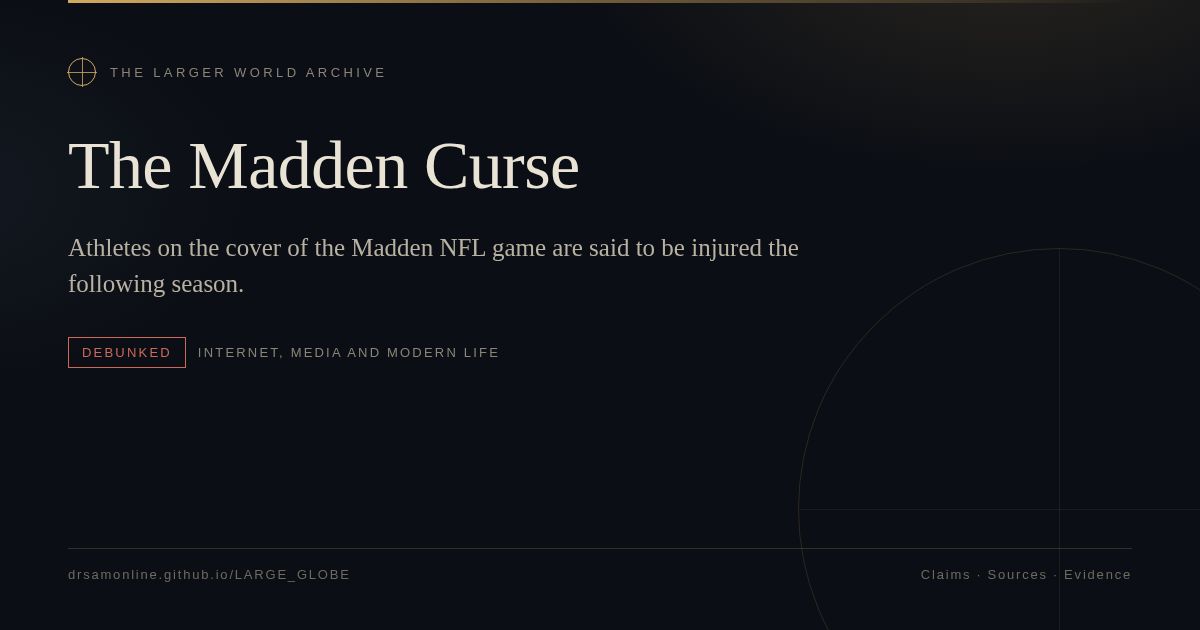 THE LARGER WORLD ARCHIVE
The Madden Curse
Athletes on the cover of the Madden NFL game are said to be injured the
following season.
DEBUNKED INTERNET, MEDIA AND MODERN LIFE
drsamonline.github.io/LARGE_GLOBE Claims · Sources · Evidence